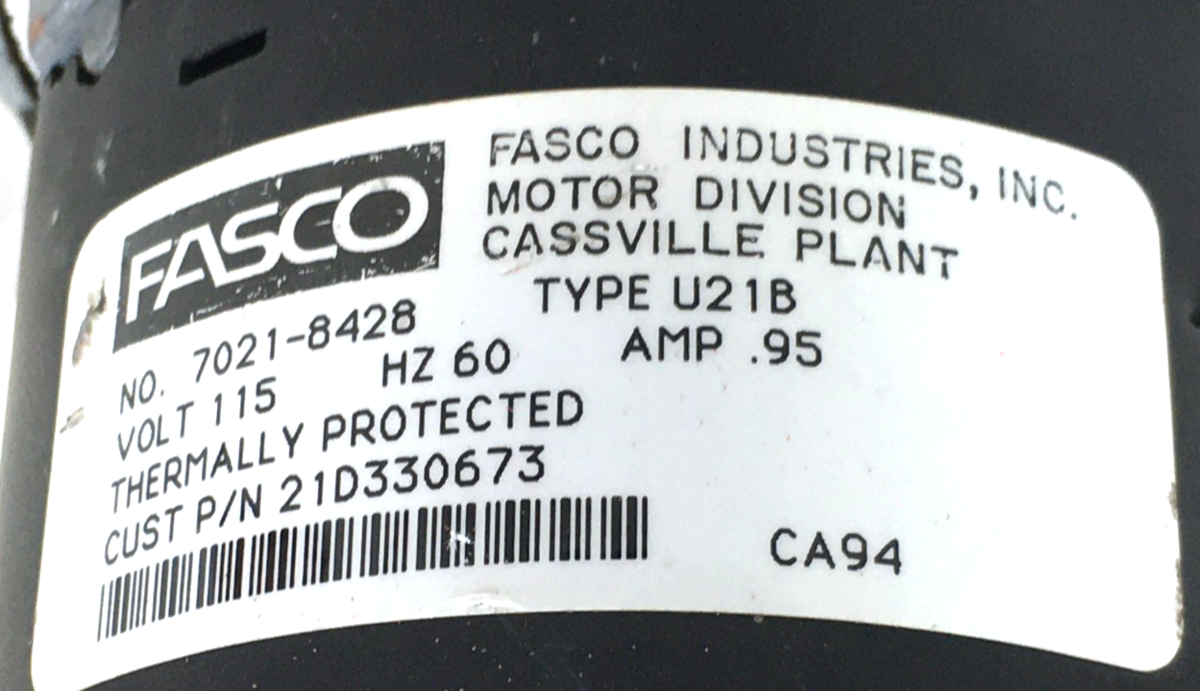 FASCO
FASCO INDUSTRIES, INC.
MOTOR DIVISION
CASSVILLE PLANT
NO. 7021-8428 TYPE U21B
VOLT 115 HZ 60 AMP .95
THERMALLY PROTECTED
CUST P/N 21D330673
CA94